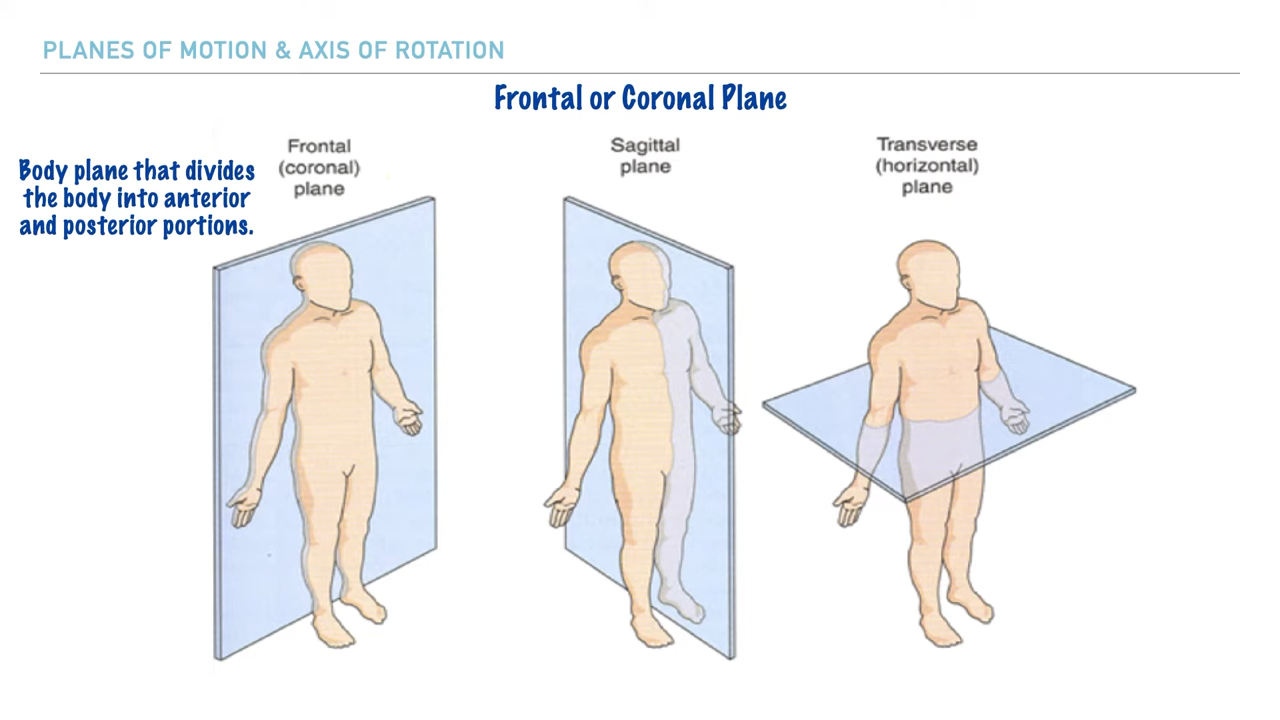 PLANES OF MOTION & AXIS OF ROTATION
Frontal or Coronal Plane
Body plane that divides
the body into anterior
and posterior portions.
Frontal
(coronal)
plane
Sagittal
plane
Transverse
(horizontal)
plane